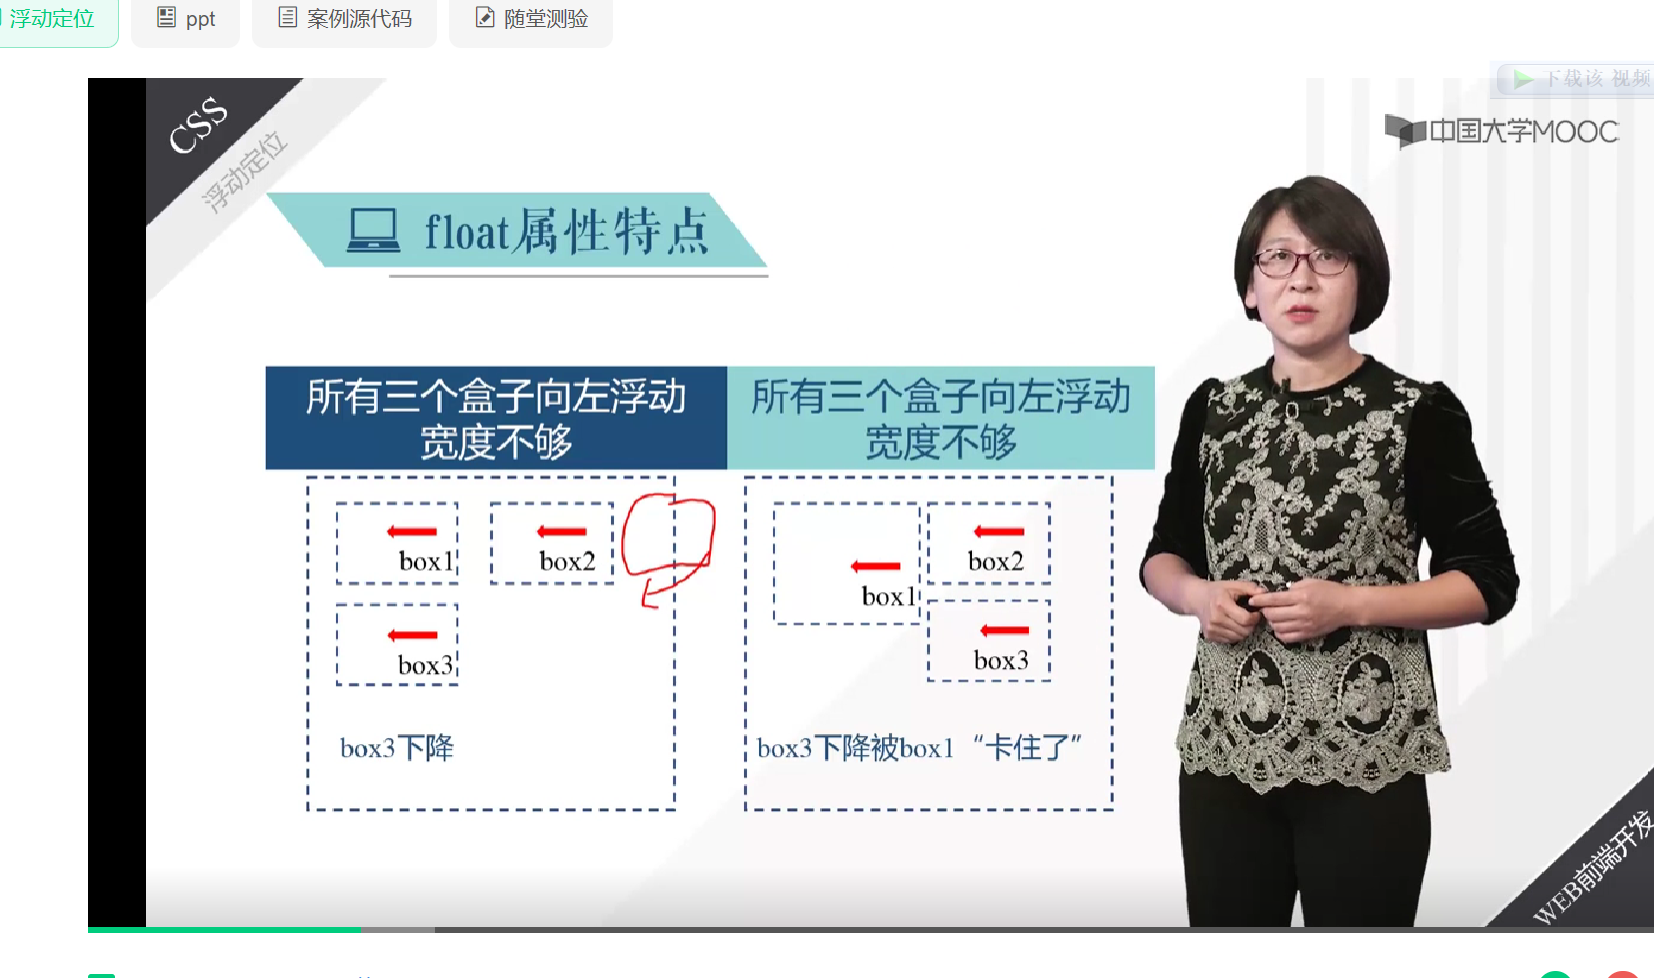 浮动定位
ppt
案例源代码
随堂测验
下载该 视频
CSS
浮动定位
中国大学MOOC
float属性特点
所有三个盒子向左浮动
宽度不够
所有三个盒子向左浮动
宽度不够
box1
box2
box3
box3下降
box1
box2
box3
box3下降被box1“卡住了”
WEB前端开发